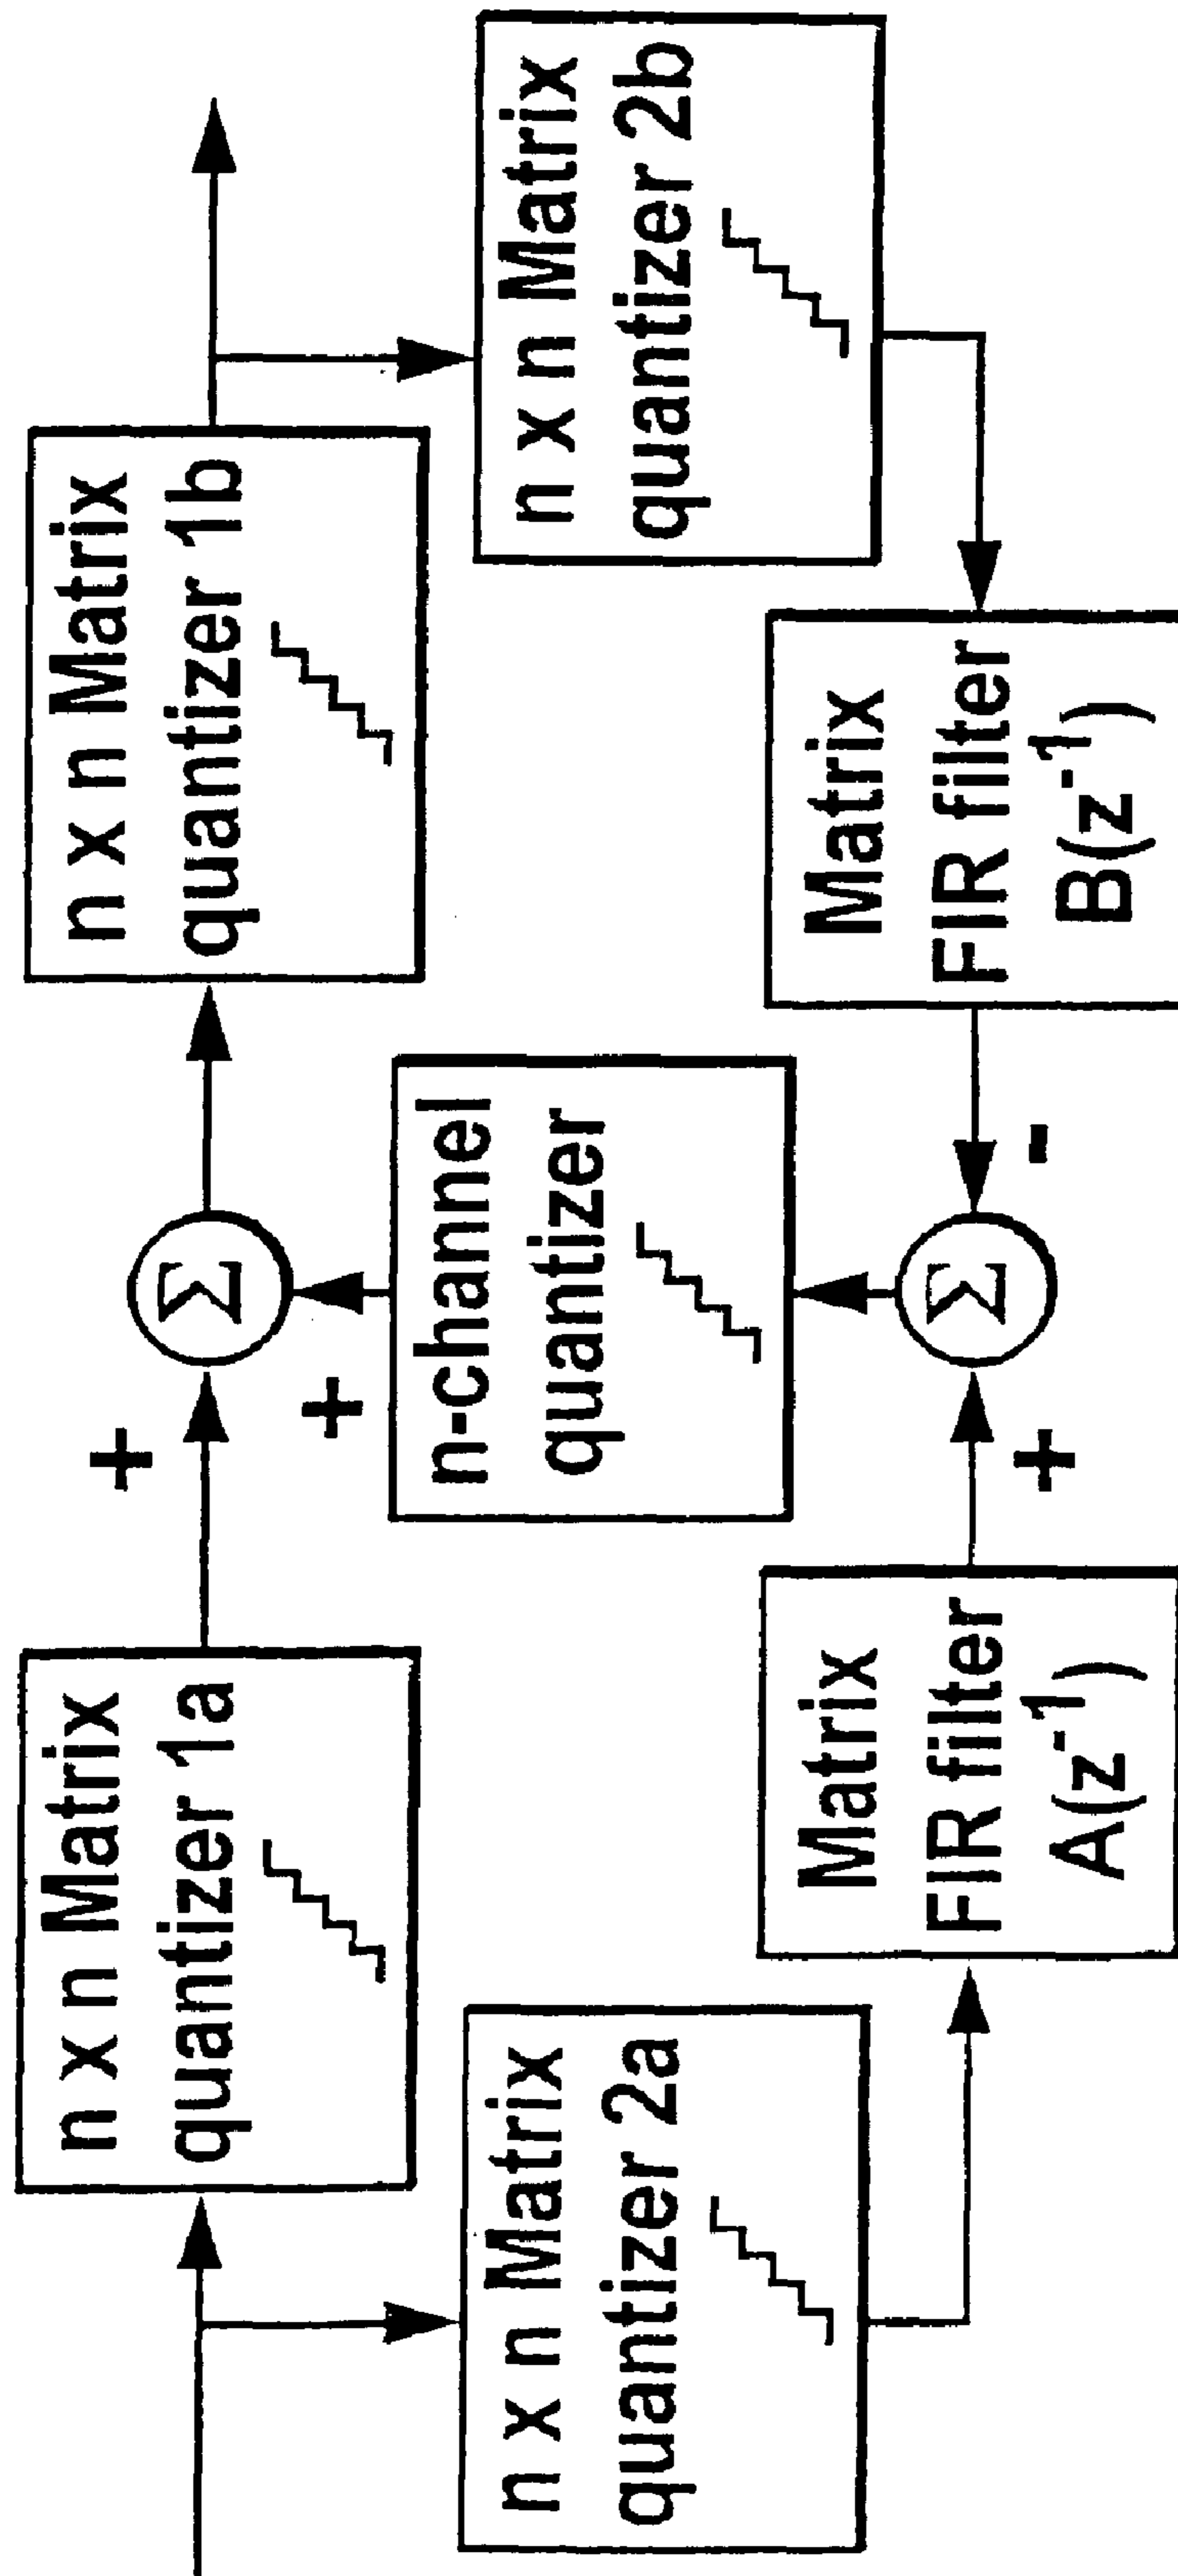 n x n Matrix
quantizer 1a
+
Σ
n x n Matrix
quantizer 1b
+
n-channel
quantizer
n x n Matrix
quantizer 2a
n x n Matrix
quantizer 2b
Matrix
FIR filter
A(z⁻¹)
+
Σ
-
Matrix
FIR filter
B(z⁻¹)